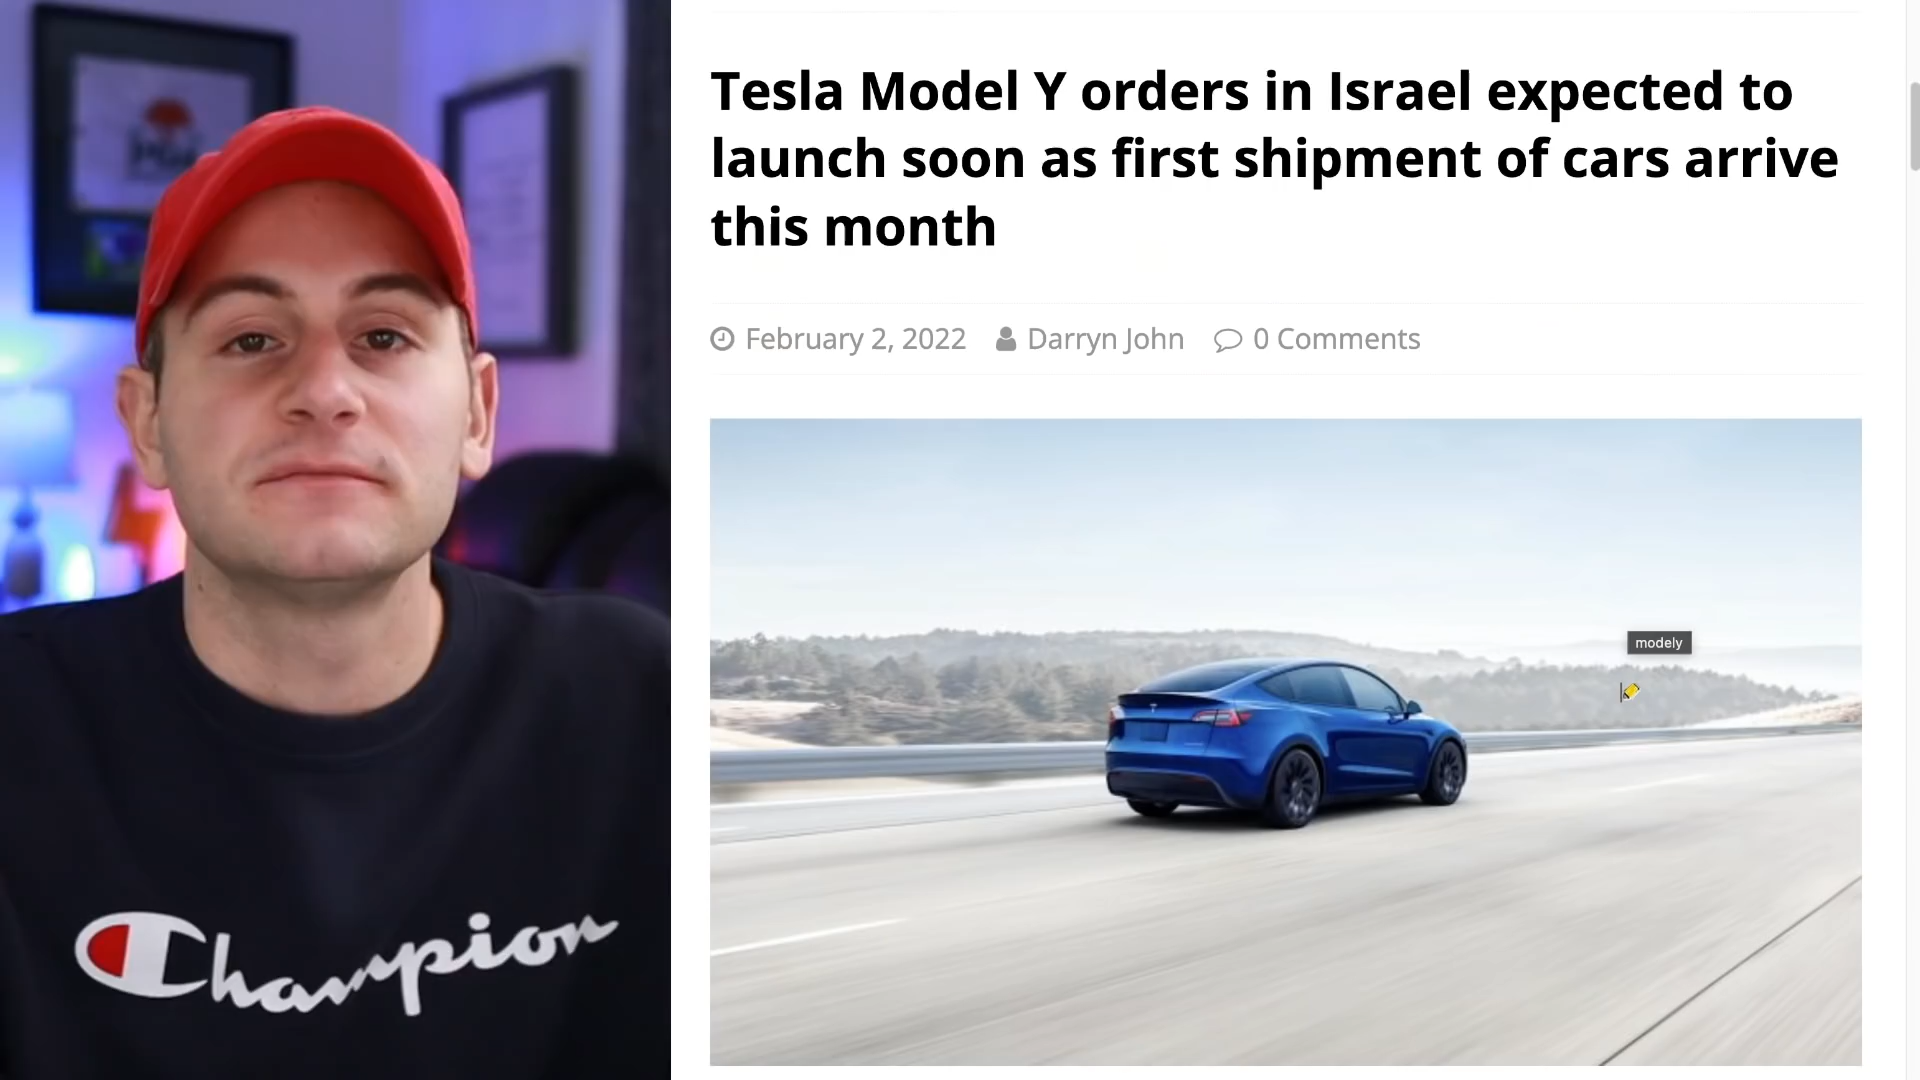 Tesla Model Y orders in Israel expected to
launch soon as first shipment of cars arrive
this month
February 2, 2022 Darryn John 0 Comments
modely
Champion